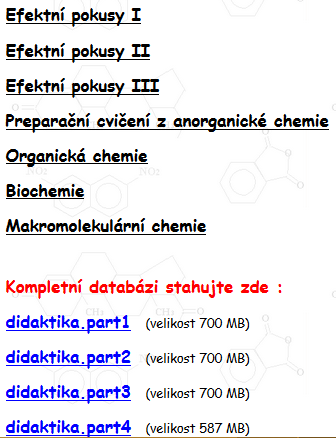 Efektní pokusy I
Efektní pokusy II
Efektní pokusy III
Preparační cvičení z anorganické chemie
Organická chemie
Biochemie
Makromolekulární chemie
Kompletní databázi stahujte zde :
didaktika.part1 (velikost 700 MB)
didaktika.part2 (velikost 700 MB)
didaktika.part3 (velikost 700 MB)
didaktika.part4 (velikost 587 MB)